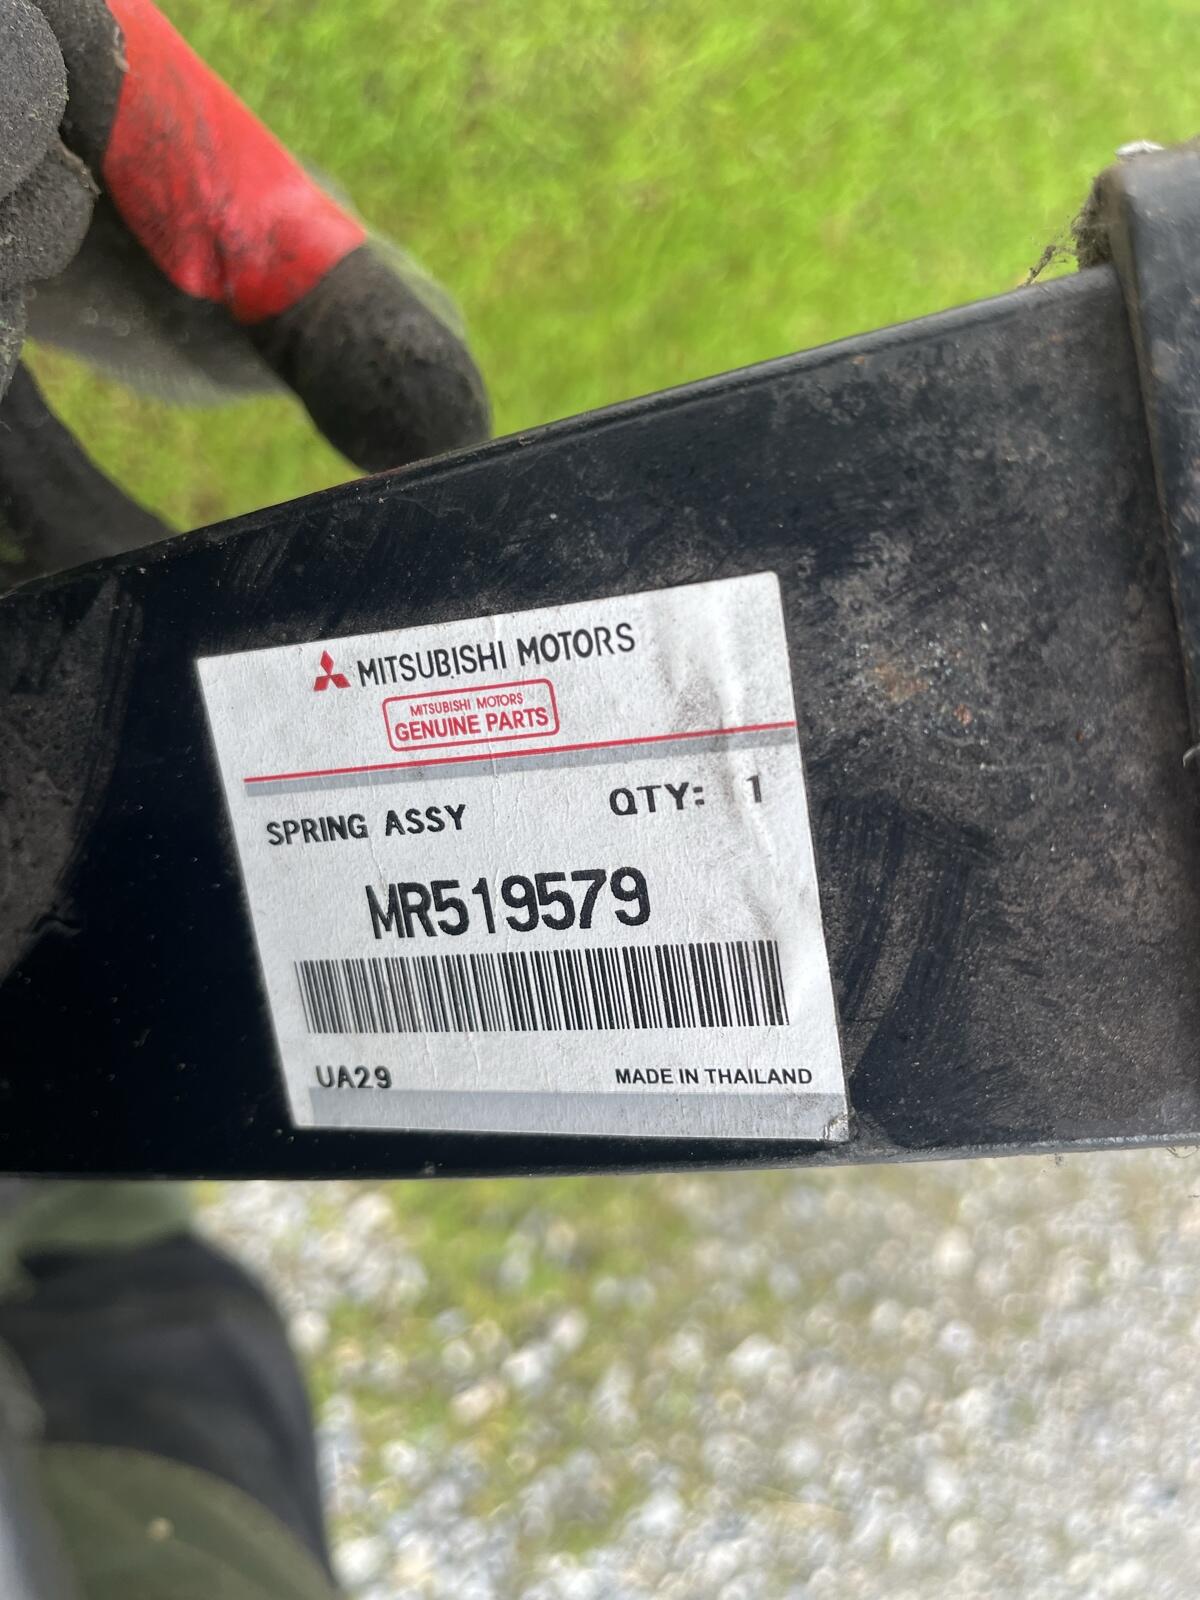 MITSUBISHI MOTORS
MITSUBISHI MOTORS
GENUINE PARTS
SPRING ASSY QTY: 1
MR519579
UA29 MADE IN THAILAND